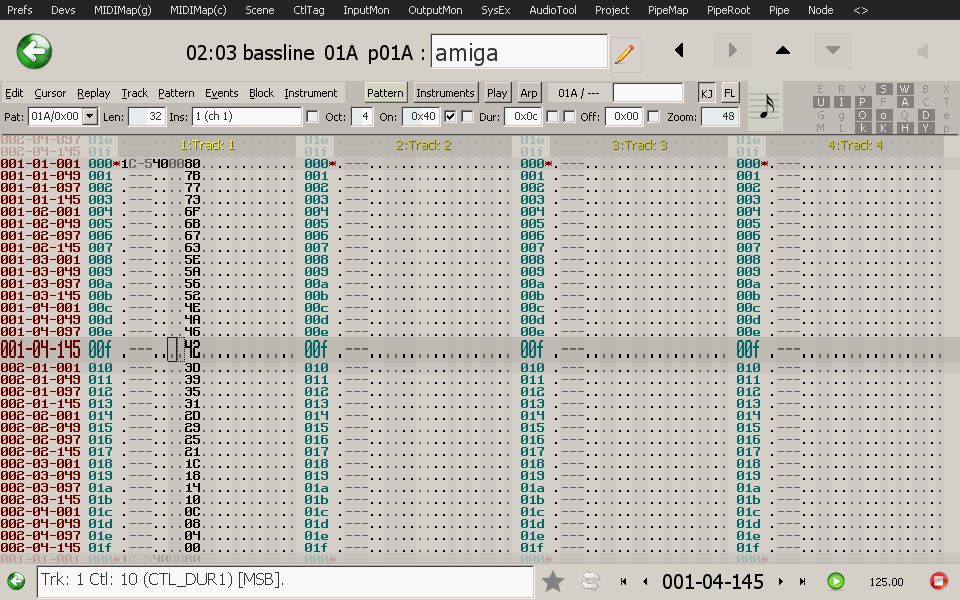 Prefs Devs MIDIMap(g) MIDIMap(c) Scene CtlTag InputMon OutputMon SysEx AudioTool Project PipeMap PipeRoot Pipe Node <>
02:03 bassline 01A p01A : amiga
Edit Cursor Replay Track Pattern Events Block Instrument Pattern Instruments Play Arp 01A / --- KJ FL
Pat: 01A/0x00 Len: 32 Ins: 1 (ch 1) Oct: 4 On: 0x40 Dur: 0x0c Off: 0x00 Zoom: 48
E R V S W B X
U I P F A C T
G g O o Q D e
M L k K H Y p
002-04-097 01e
002-04-145 01f 1:Track 1 01f 2:Track 2 01f 3:Track 3 01f 4:Track 4
001-01-001 000*1C-5400080. 000*.---. 000*.---. 000*.---.
001-01-049 001 .--- 7B 001 .--- 001 .--- 001 .---
001-01-097 002 .--- 77 002 .--- 002 .--- 002 .---
001-01-145 003 .--- 73 003 .--- 003 .--- 003 .---
001-02-001 004 .--- 6F 004 .--- 004 .--- 004 .---
001-02-049 005 .--- 6B 005 .--- 005 .--- 005 .---
001-02-097 006 .--- 67 006 .--- 006 .--- 006 .---
001-02-145 007 .--- 63 007 .--- 007 .--- 007 .---
001-03-001 008 .--- 5E 008 .--- 008 .--- 008 .---
001-03-049 009 .--- 5A 009 .--- 009 .--- 009 .---
001-03-097 00a .--- 56 00a .--- 00a .--- 00a .---
001-03-145 00b .--- 52 00b .--- 00b .--- 00b .---
001-04-001 00c .--- 4E 00c .--- 00c .--- 00c .---
001-04-049 00d .--- 4A 00d .--- 00d .--- 00d .---
001-04-097 00e .--- 46 00e .--- 00e .--- 00e .---
001-04-145 00f .--- 42 00f .--- 00f .--- 00f .---
002-01-001 010 .--- 3D 010 .--- 010 .--- 010 .---
002-01-049 011 .--- 39 011 .--- 011 .--- 011 .---
002-01-097 012 .--- 35 012 .--- 012 .--- 012 .---
002-01-145 013 .--- 31 013 .--- 013 .--- 013 .---
002-02-001 014 .--- 2D 014 .--- 014 .--- 014 .---
002-02-049 015 .--- 29 015 .--- 015 .--- 015 .---
002-02-097 016 .--- 25 016 .--- 016 .--- 016 .---
002-02-145 017 .--- 21 017 .--- 017 .--- 017 .---
002-03-001 018 .--- 1C 018 .--- 018 .--- 018 .---
002-03-049 019 .--- 18 019 .--- 019 .--- 019 .---
002-03-097 01a .--- 14 01a .--- 01a .--- 01a .---
002-03-145 01b .--- 10 01b .--- 01b .--- 01b .---
002-04-001 01c .--- 0C 01c .--- 01c .--- 01c .---
002-04-049 01d .--- 08 01d .--- 01d .--- 01d .---
002-04-097 01e .--- 04 01e .--- 01e .--- 01e .---
002-04-145 01f .--- 00 01f .--- 01f .--- 01f .---
Trk: 1 Ctl: 10 (CTL_DUR1) [MSB]. 001-04-145 125.00